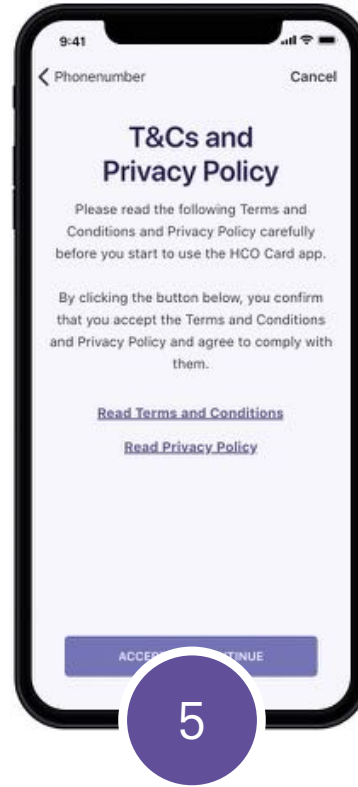 9:41
Phonenumber Cancel
T&Cs and
Privacy Policy
Please read the following Terms and
Conditions and Privacy Policy carefully
before you start to use the HCO Card app.
By clicking the button below, you confirm
that you accept the Terms and Conditions
and Privacy Policy and agree to comply with
them.
Read Terms and Conditions
Read Privacy Policy
5